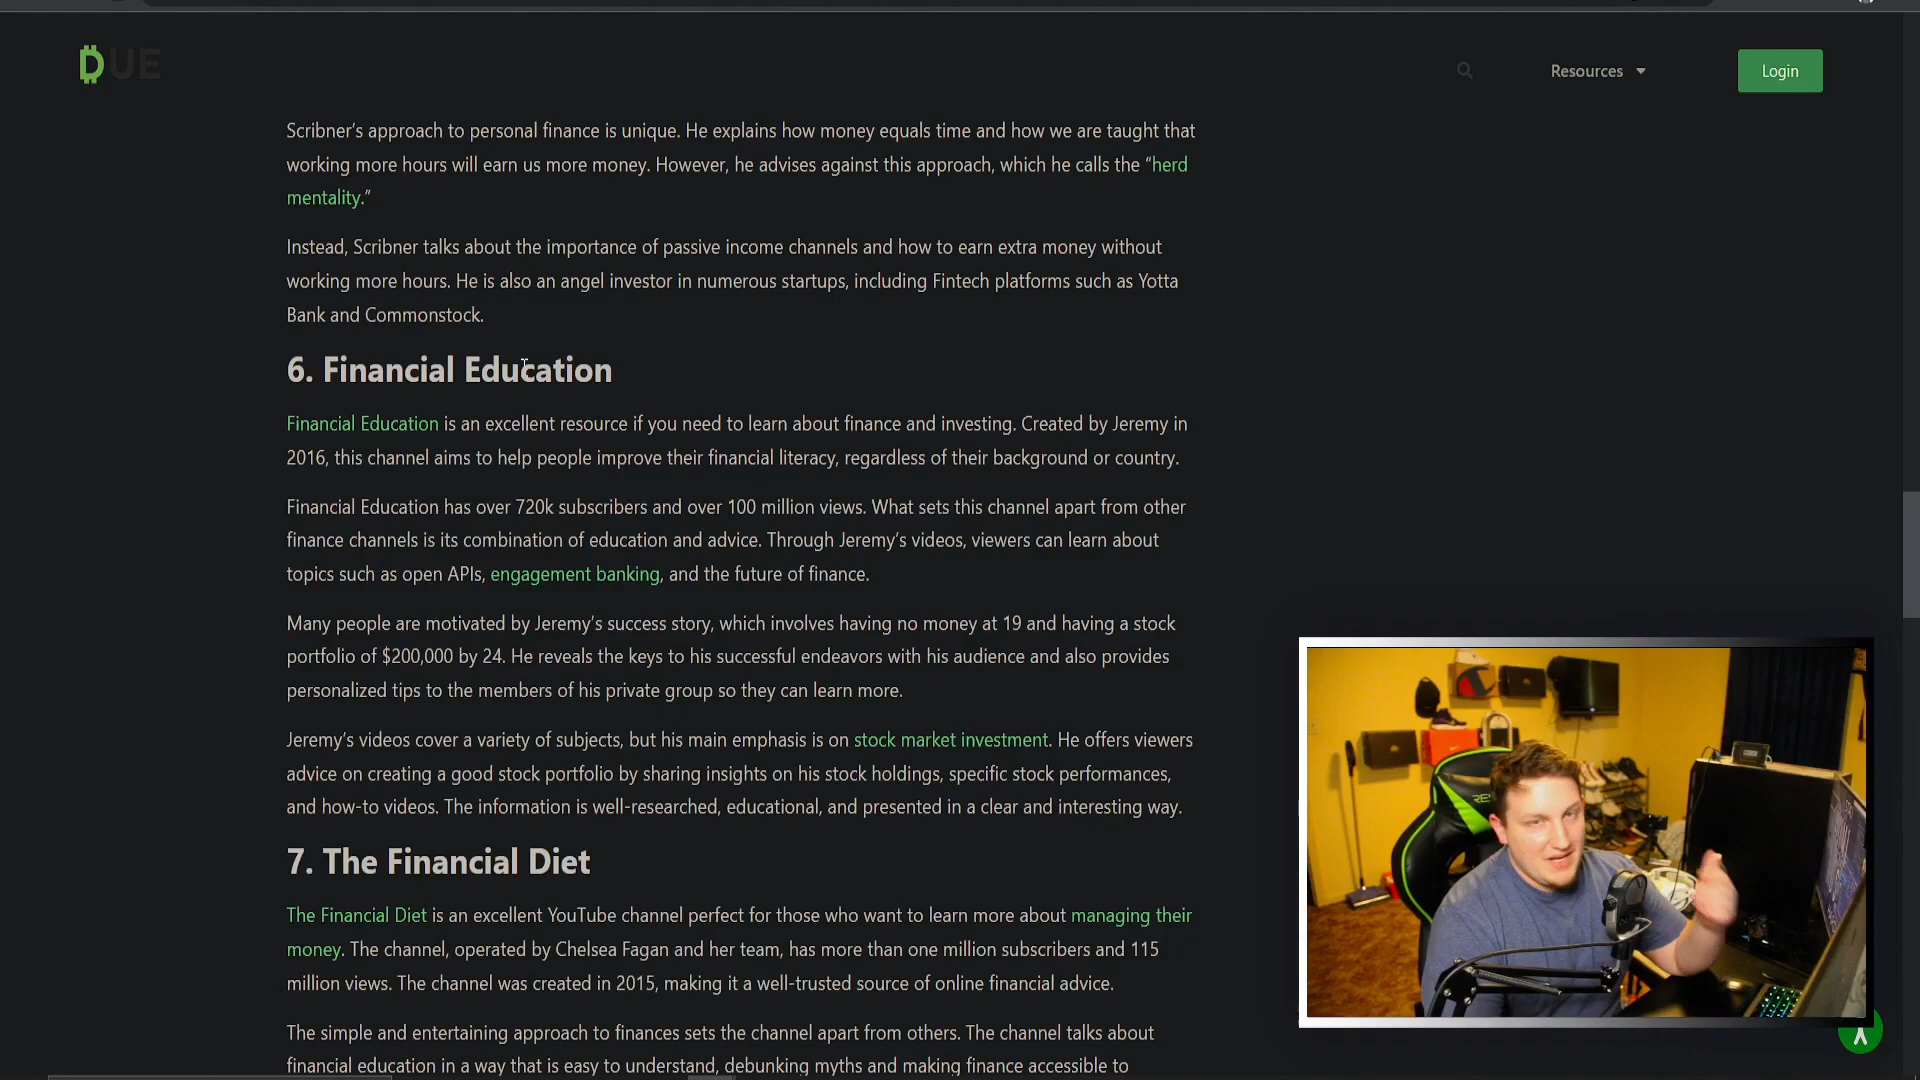 DUE
Resources
Login
Scribner’s approach to personal finance is unique. He explains how money equals time and how we are taught that
working more hours will earn us more money. However, he advises against this approach, which he calls the “herd
mentality.”
Instead, Scribner talks about the importance of passive income channels and how to earn extra money without
working more hours. He is also an angel investor in numerous startups, including Fintech platforms such as Yotta
Bank and Commonstock.
6. Financial Education
Financial Education is an excellent resource if you need to learn about finance and investing. Created by Jeremy in
2016, this channel aims to help people improve their financial literacy, regardless of their background or country.
Financial Education has over 720k subscribers and over 100 million views. What sets this channel apart from other
finance channels is its combination of education and advice. Through Jeremy’s videos, viewers can learn about
topics such as open APIs, engagement banking, and the future of finance.
Many people are motivated by Jeremy’s success story, which involves having no money at 19 and having a stock
portfolio of $200,000 by 24. He reveals the keys to his successful endeavors with his audience and also provides
personalized tips to the members of his private group so they can learn more.
Jeremy’s videos cover a variety of subjects, but his main emphasis is on stock market investment. He offers viewers
advice on creating a good stock portfolio by sharing insights on his stock holdings, specific stock performances,
and how-to videos. The information is well-researched, educational, and presented in a clear and interesting way.
7. The Financial Diet
The Financial Diet is an excellent YouTube channel perfect for those who want to learn more about managing their
money. The channel, operated by Chelsea Fagan and her team, has more than one million subscribers and 115
million views. The channel was created in 2015, making it a well-trusted source of online financial advice.
The simple and entertaining approach to finances sets the channel apart from others. The channel talks about
financial education in a way that is easy to understand, debunking myths and making finance accessible to